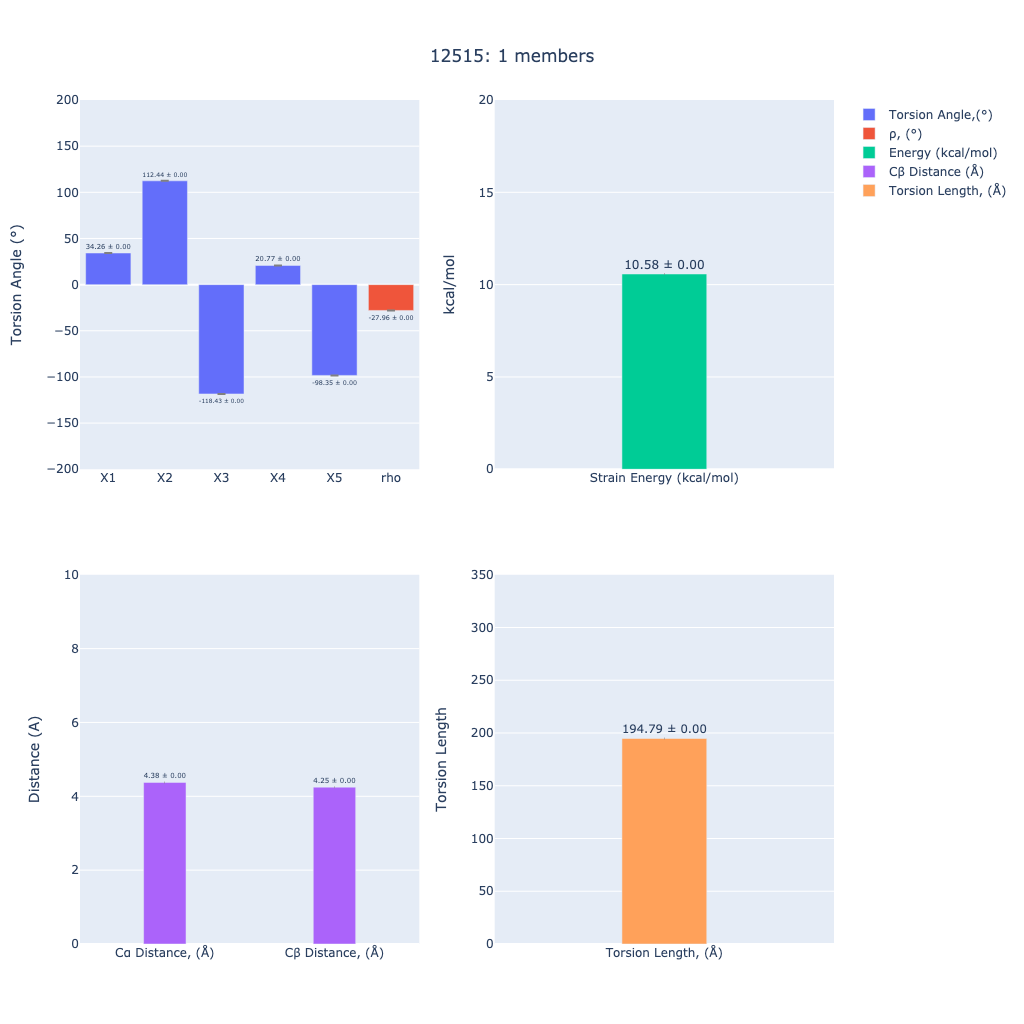 12515: 1 members
Torsion Angle (°)
200
150
100
50
0
−50
−100
−150
−200
34.26 ± 0.00
112.44 ± 0.00
-118.43 ± 0.00
20.77 ± 0.00
-98.35 ± 0.00
-27.96 ± 0.00
X1 X2 X3 X4 X5 rho
kcal/mol
20
15
10
5
0
10.58 ± 0.00
Strain Energy (kcal/mol)
Torsion Angle,(°)
ρ, (°)
Energy (kcal/mol)
Cβ Distance (Å)
Torsion Length, (Å)
Distance (A)
10
8
6
4
2
0
4.38 ± 0.00
4.25 ± 0.00
Cα Distance, (Å) Cβ Distance, (Å)
Torsion Length
350
300
250
200
150
100
50
0
194.79 ± 0.00
Torsion Length, (Å)